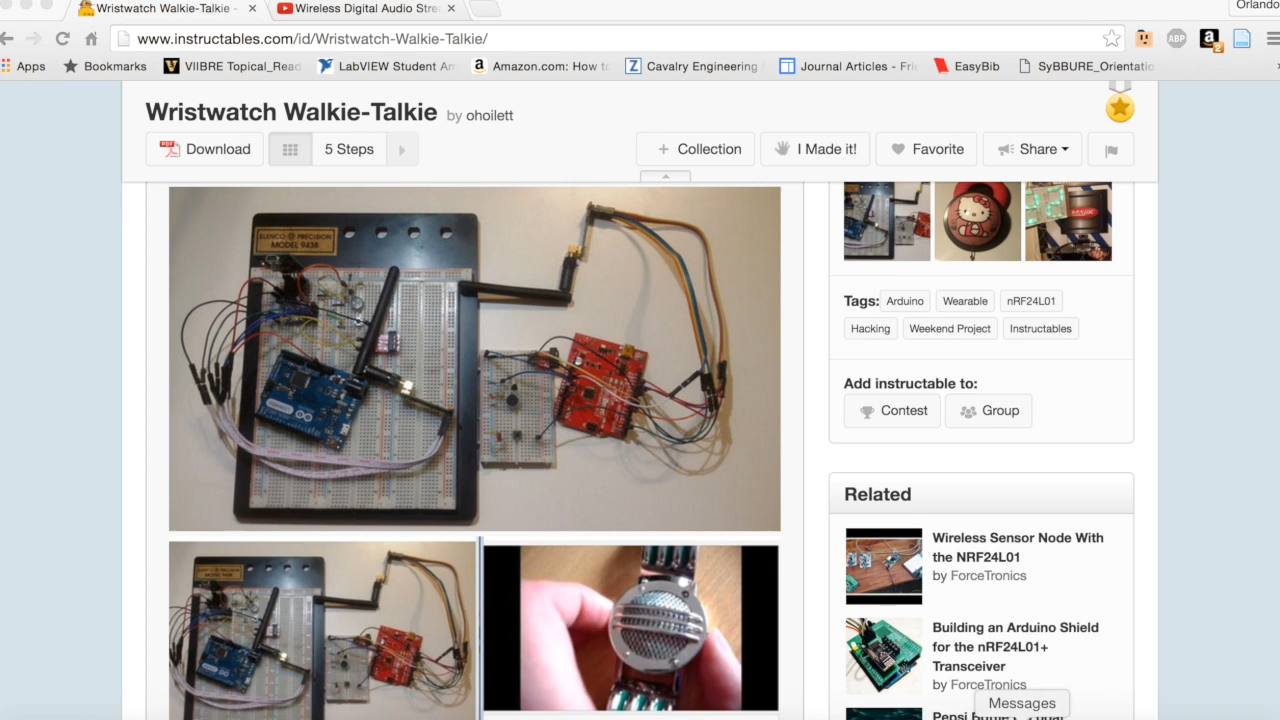 Wristwatch Walkie-Talkie -
Wireless Digital Audio Stre
Orlando
www.instructables.com/id/Wristwatch-Walkie-Talkie/
ABP
a
2
Apps
Bookmarks
VIIBRE Topical_Read
LabVIEW Student An
Amazon.com: How to
Cavalry Engineering
Journal Articles - Fri
EasyBib
SyBBURE_Orientatio
Wristwatch Walkie-Talkie by ohoilett
PDF Download
5 Steps
+ Collection
I Made it!
Favorite
Share
ELENCO PRECISION
MODEL 9438
Tags: Arduino Wearable nRF24L01
Hacking Weekend Project Instructables
Add instructable to:
Contest Group
Related
Wireless Sensor Node With
the NRF24L01
by ForceTronics
Building an Arduino Shield
for the nRF24L01+
Transceiver
by ForceTronics
Messages